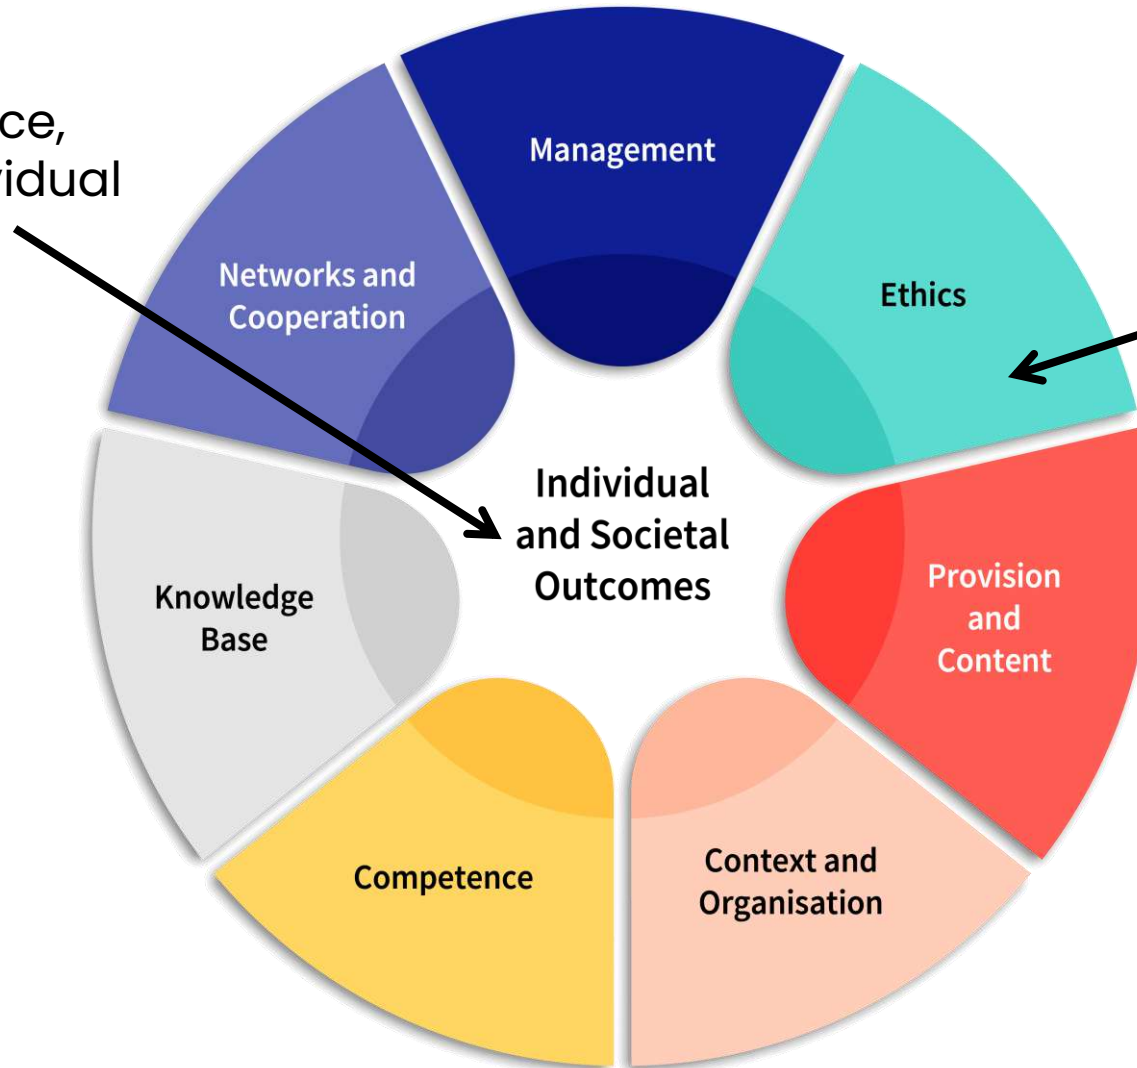 ce,
vidual
Management
Networks and
Cooperation
Ethics
Individual
and Societal
Outcomes
Provision
and
Content
Knowledge
Base
Competence
Context and
Organisation